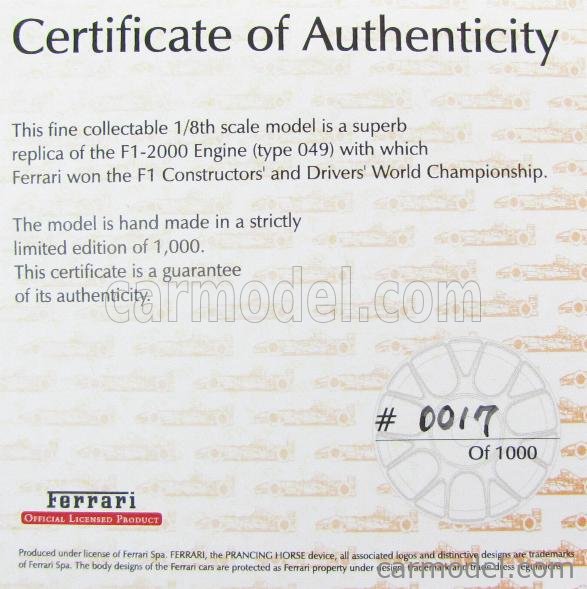 Certificate of Authenticity
This fine collectable 1/8th scale model is a superb
replica of the F1-2000 Engine (type 049) with which
Ferrari won the F1 Constructors' and Drivers' World Championship.
The model is hand made in a strictly
limited edition of 1,000.
This certificate is a guarantee
of its authenticity.
carmodel.com
# 0017
Of 1000
Ferrari
OFFICIAL LICENSED PRODUCT
Produced under license of Ferrari Spa. FERRARI, the PRANCING HORSE device, all associated logos and distinctive designs are trademarks
of Ferrari Spa. The body designs of the Ferrari cars are protected as Ferrari property under design, trademark and trade dress regulations
carmodel.com